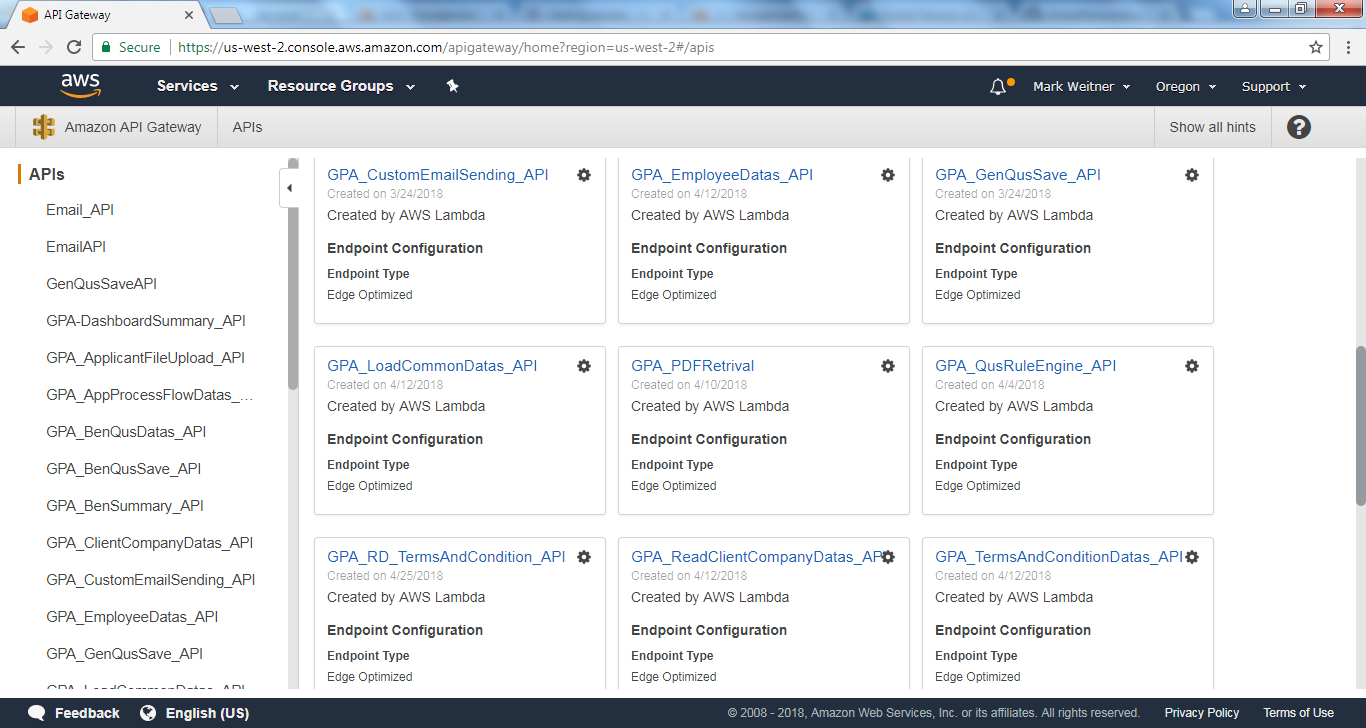 API Gateway
Secure
https://us-west-2.console.aws.amazon.com/apigateway/home?region=us-west-2#/apis
aws
Services
Resource Groups
Mark Weitner
Oregon
Support
Amazon API Gateway
APIs
Show all hints
?
APIs
Email_API
EmailAPI
GenQusSaveAPI
GPA-DashboardSummary_API
GPA_ApplicantFileUpload_API
GPA_AppProcessFlowDatas_...
GPA_BenQusDatas_API
GPA_BenQusSave_API
GPA_BenSummary_API
GPA_ClientCompanyDatas_API
GPA_CustomEmailSending_API
GPA_EmployeeDatas_API
GPA_GenQusSave_API
GPA_LoadCommonDatas_API
GPA_CustomEmailSending_API
Created on 3/24/2018
Created by AWS Lambda
Endpoint Configuration
Endpoint Type
Edge Optimized
GPA_EmployeeDatas_API
Created on 4/12/2018
Created by AWS Lambda
Endpoint Configuration
Endpoint Type
Edge Optimized
GPA_GenQusSave_API
Created on 3/24/2018
Created by AWS Lambda
Endpoint Configuration
Endpoint Type
Edge Optimized
GPA_LoadCommonDatas_API
Created on 4/12/2018
Created by AWS Lambda
Endpoint Configuration
Endpoint Type
Edge Optimized
GPA_PDFRetrival
Created on 4/10/2018
Created by AWS Lambda
Endpoint Configuration
Endpoint Type
Edge Optimized
GPA_QusRuleEngine_API
Created on 4/4/2018
Created by AWS Lambda
Endpoint Configuration
Endpoint Type
Edge Optimized
GPA_RD_TermsAndCondition_API
Created on 4/25/2018
Created by AWS Lambda
Endpoint Configuration
Endpoint Type
Edge Optimized
GPA_ReadClientCompanyDatas_AP
Created on 4/12/2018
Created by AWS Lambda
Endpoint Configuration
Endpoint Type
Edge Optimized
GPA_TermsAndConditionDatas_API
Created on 4/12/2018
Created by AWS Lambda
Endpoint Configuration
Endpoint Type
Edge Optimized
Feedback
English (US)
© 2008 - 2018, Amazon Web Services, Inc. or its affiliates. All rights reserved.
Privacy Policy
Terms of Use